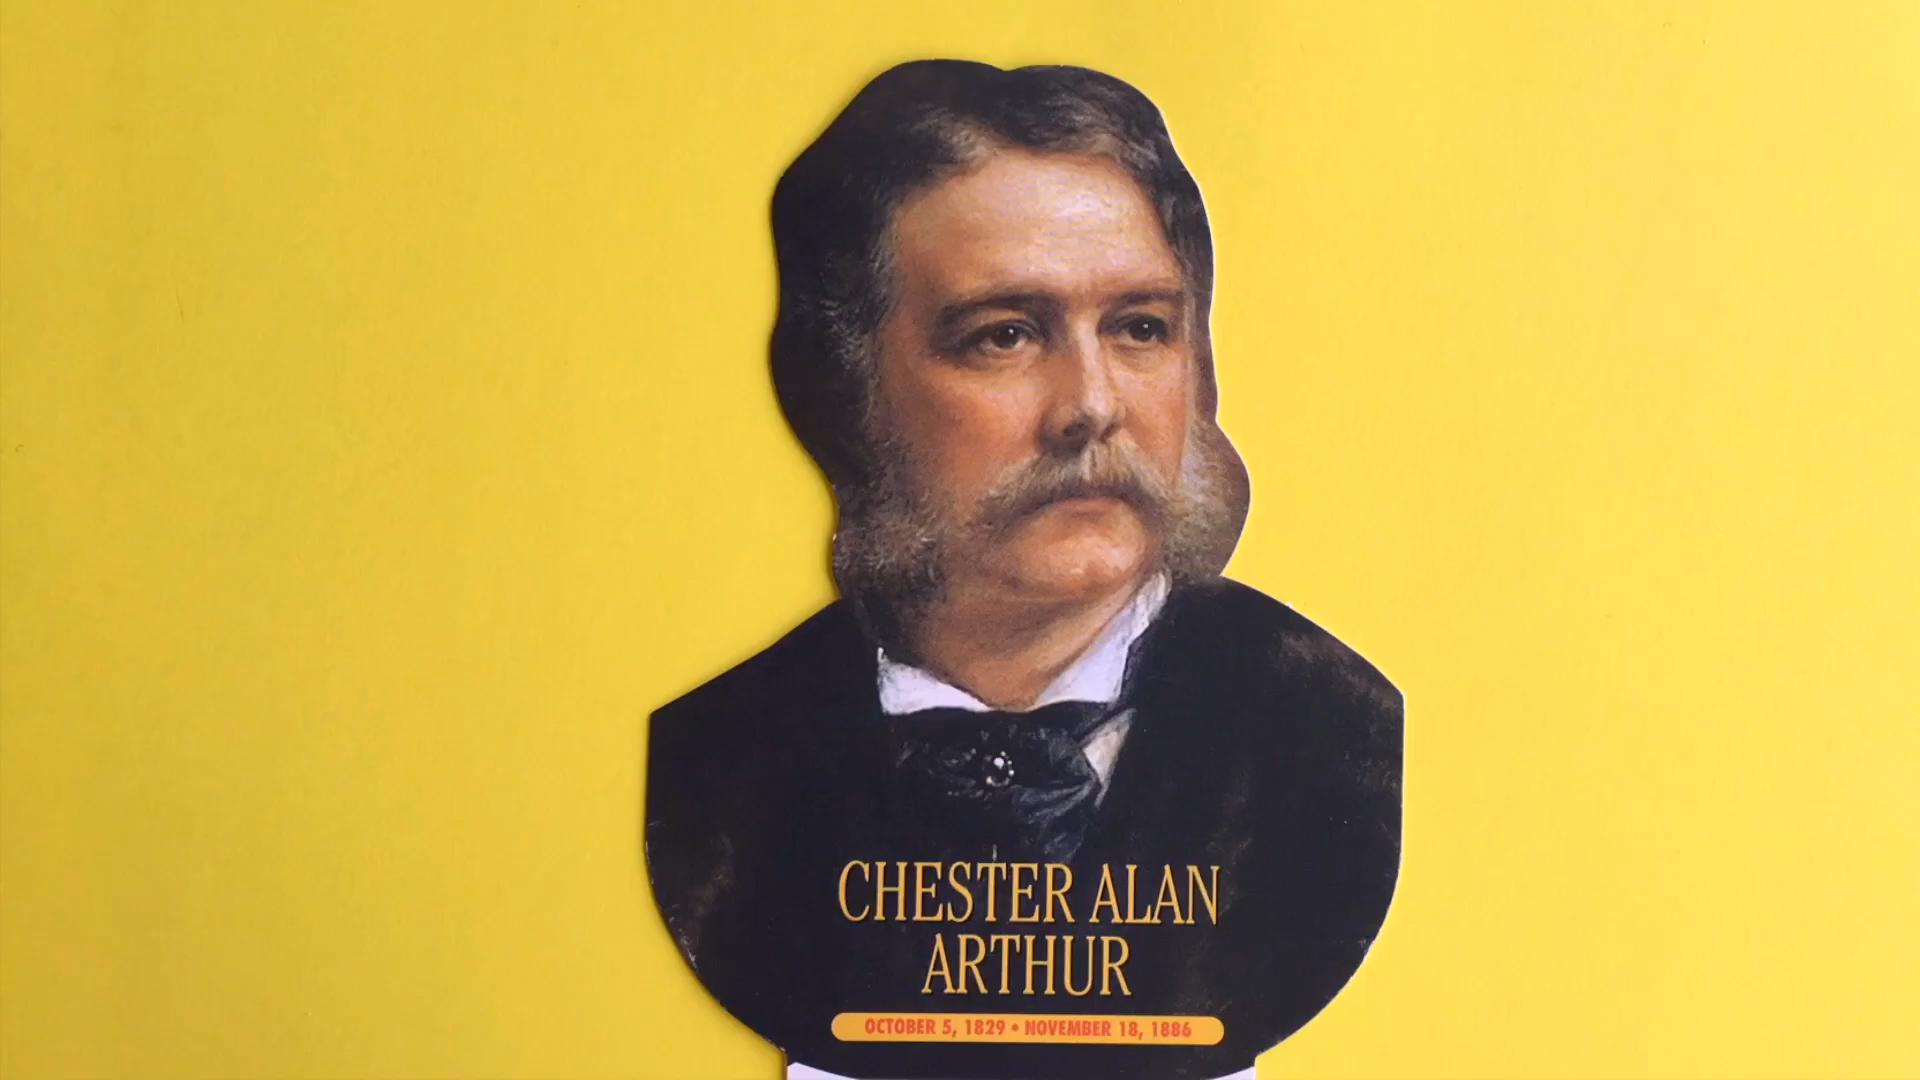 CHESTER ALAN
ARTHUR
OCTOBER 5, 1829 • NOVEMBER 18, 1886